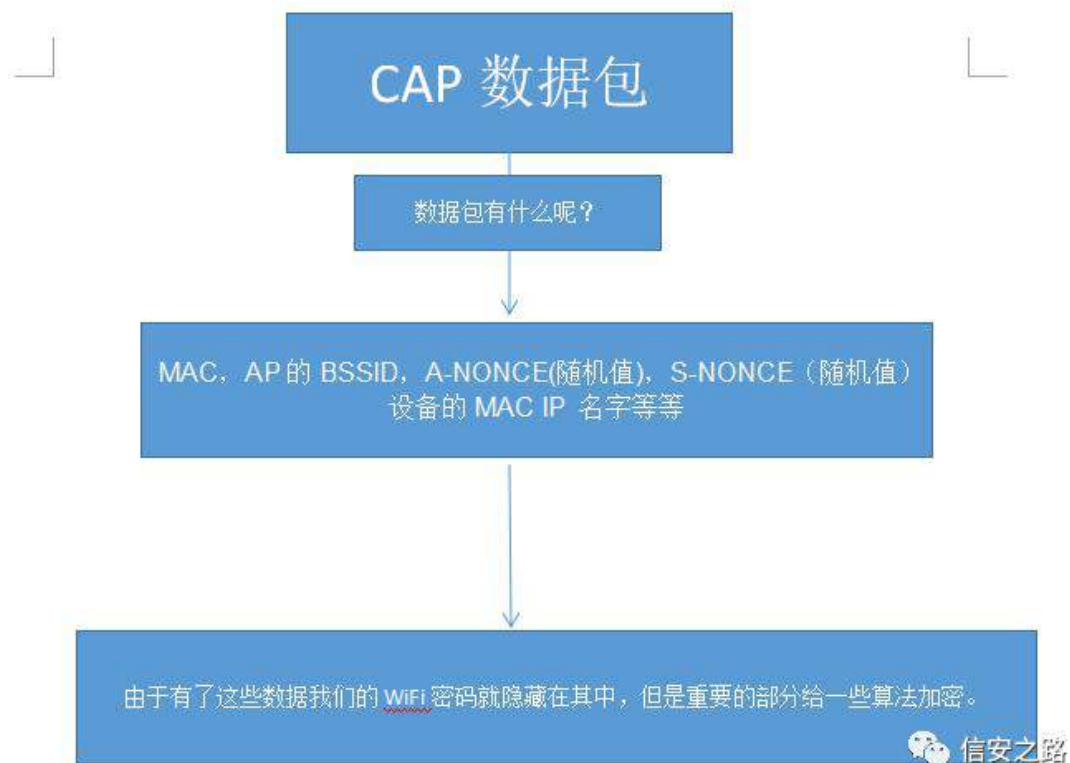 CAP 数据包
数据包有什么呢？
MAC，AP的 BSSID，A-NONCE(随机值)，S-NONCE（随机值）
设备的 MAC IP 名字等等
由于有了这些数据我们的 WiFi 密码就隐藏在其中，但是重要的部分给一些算法加密。
信安之路